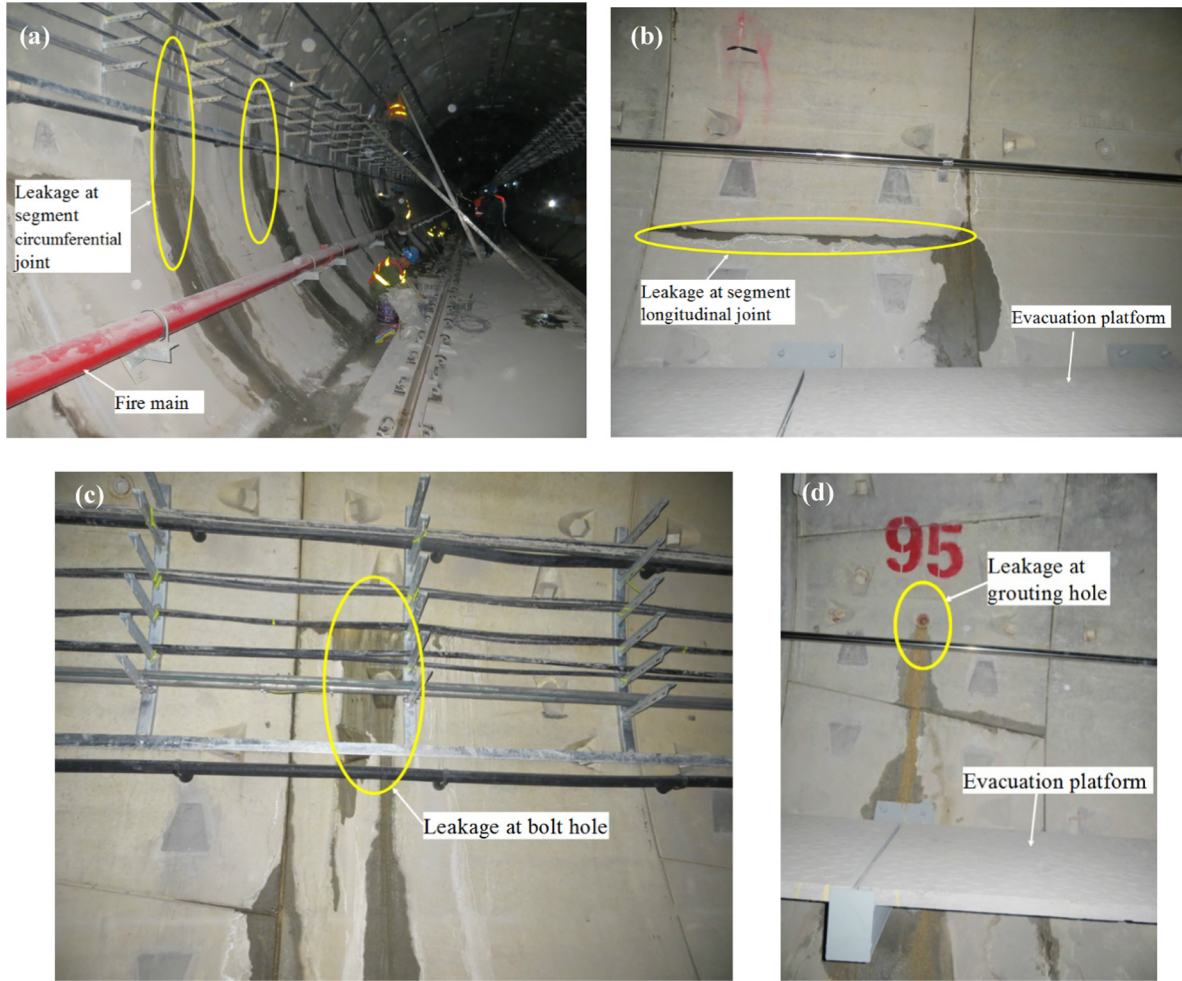 (a)
Leakage at
segment
circumferential
joint
Fire main
(b)
Leakage at segment
longitudinal joint
Evacuation platform
(c)
Leakage at bolt hole
(d)
95
Leakage at
grouting hole
Evacuation platform